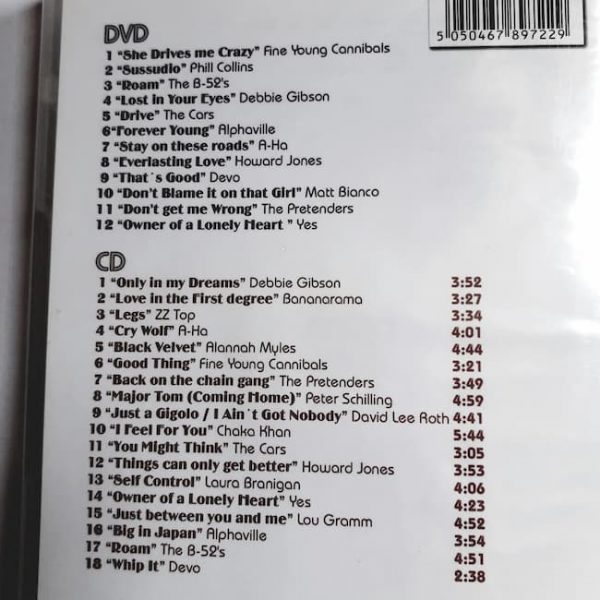 5 050467 897229
DVD
1 "She Drives me Crazy" Fine Young Cannibals
2 "Sussudio" Phill Collins
3 "Roam" The B-52's
4 "Lost in Your Eyes" Debbie Gibson
5 "Drive" The Cars
6 "Forever Young" Alphaville
7 "Stay on these roads" A-Ha
8 "Everlasting Love" Howard Jones
9 "That´s Good" Devo
10 "Don't Blame it on that Girl" Matt Bianco
11 "Don't get me Wrong" The Pretenders
12 "Owner of a Lonely Heart " Yes
CD
1 "Only in my Dreams" Debbie Gibson 3:52
2 "Love in the first degree" Bananarama 3:27
3 "Legs" ZZ Top 3:34
4 "Cry Wolf" A-Ha 4:01
5 "Black Velvet" Alannah Myles 4:44
6 "Good Thing" Fine Young Cannibals 3:21
7 "Back on the chain gang" The Pretenders 3:49
8 "Major Tom (Coming Home)" Peter Schilling 4:59
9 "Just a Gigolo / I Ain´t Got Nobody" David Lee Roth 4:41
10 "I Feel For You" Chaka Khan 5:44
11 "You Might Think" The Cars 3:05
12 "Things can only get better" Howard Jones 3:53
13 "Self Control" Laura Branigan 4:06
14 "Owner of a Lonely Heart" Yes 4:23
15 "Just between you and me" Lou Gramm 4:52
16 "Big in Japan" Alphaville 3:54
17 "Roam" The B-52's 4:51
18 "Whip It" Devo 2:38